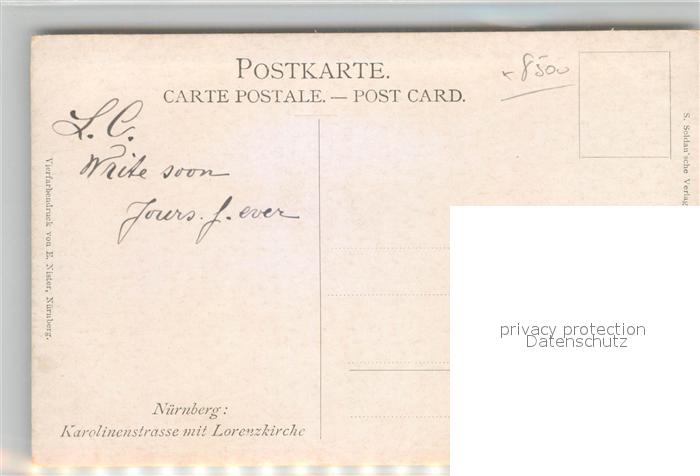 POSTKARTE.
CARTE POSTALE. — POST CARD.
× 8500
L. C.
Write soon
Yours. f. ever
Vierfarbendruck von E. Nister, Nürnberg.
S. Soldan'sche Verlag
privacy protection
Datenschutz
Nürnberg:
Karolinenstrasse mit Lorenzkirche